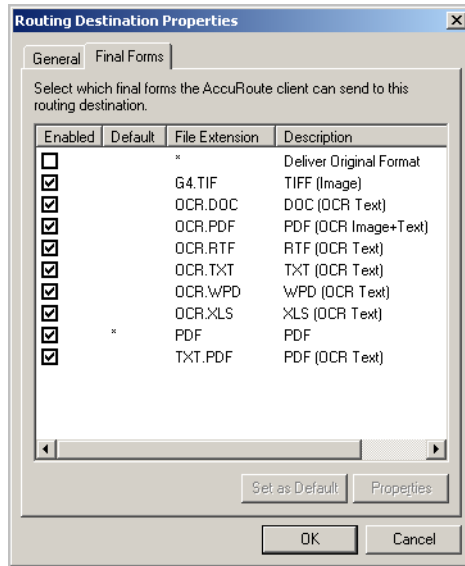 Routing Destination Properties
General Final Forms
Select which final forms the AccuRoute client can send to this
routing destination.
Enabled Default File Extension Description
* Deliver Original Format
G4.TIF TIFF (Image)
OCR.DOC DOC (OCR Text)
OCR.PDF PDF (OCR Image+Text)
OCR.RTF RTF (OCR Text)
OCR.TXT TXT (OCR Text)
OCR.WPD WPD (OCR Text)
OCR.XLS XLS (OCR Text)
* PDF PDF
TXT.PDF PDF (OCR Text)
Set as Default Properties
OK Cancel